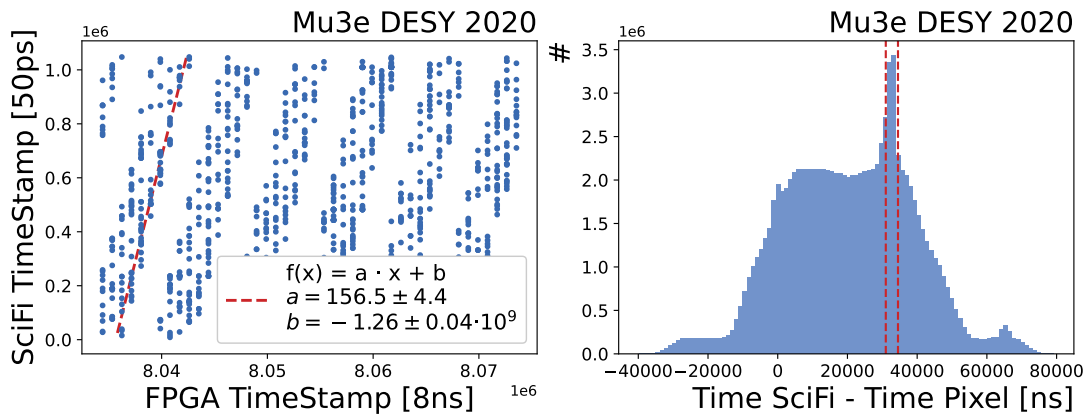 Mu3e DESY 2020
1e6
SciFi TimeStamp [50ps]
1.0
0.8
0.6
0.4
0.2
0.0
f(x) = a · x + b
a = 156.5 ± 4.4
b = −1.26 ± 0.04·10⁹
8.04
8.05
8.06
8.07
1e6
FPGA TimeStamp [8ns]
Mu3e DESY 2020
1e6
#
3.5
3.0
2.5
2.0
1.5
1.0
0.5
0.0
−40000 −20000 0 20000 40000 60000 80000
Time SciFi - Time Pixel [ns]